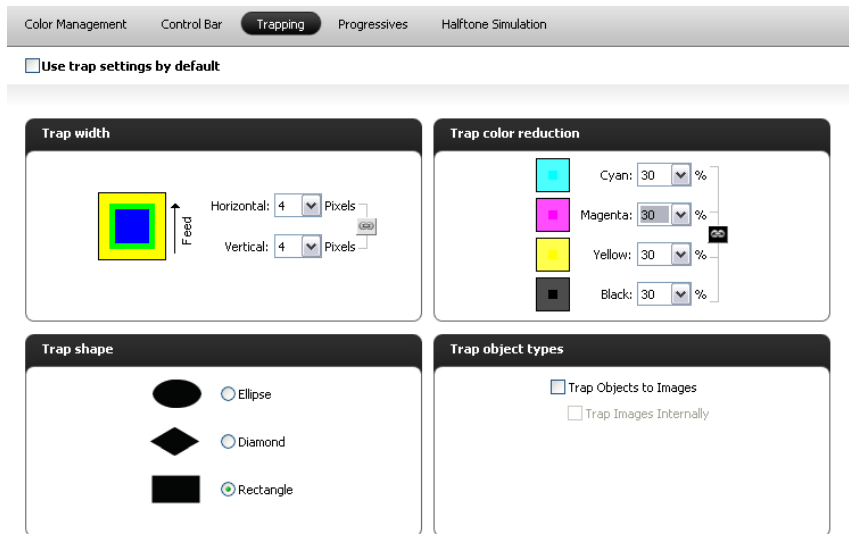 Color Management Control Bar Trapping Progressives Halftone Simulation
Use trap settings by default
Trap width
Feed
Horizontal: 4 Pixels
Vertical: 4 Pixels
Trap color reduction
Cyan: 30 %
Magenta: 30 %
Yellow: 30 %
Black: 30 %
Trap shape
Ellipse
Diamond
Rectangle
Trap object types
Trap Objects to Images
Trap Images Internally